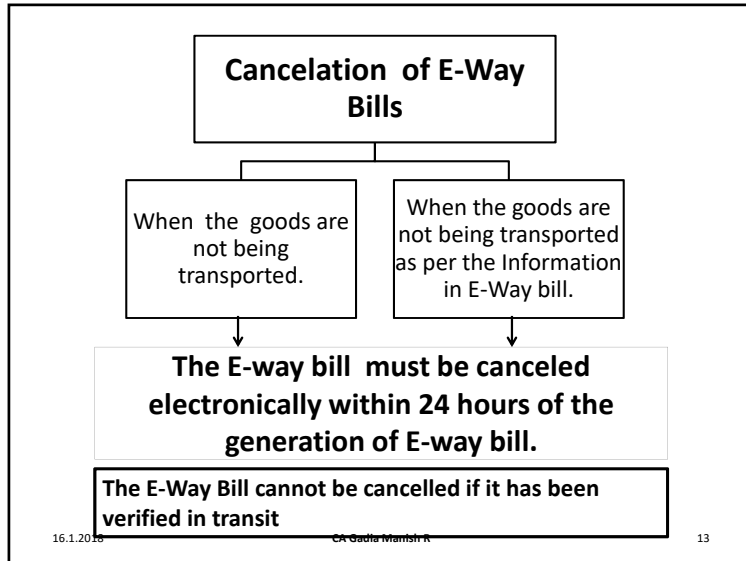 Cancelation of E-Way
Bills
When the goods are
not being
transported.
When the goods are
not being transported
as per the Information
in E-Way bill.
The E-way bill must be canceled
electronically within 24 hours of the
generation of E-way bill.
The E-Way Bill cannot be cancelled if it has been
verified in transit
16.1.2018 CA Gadia Manish R 13